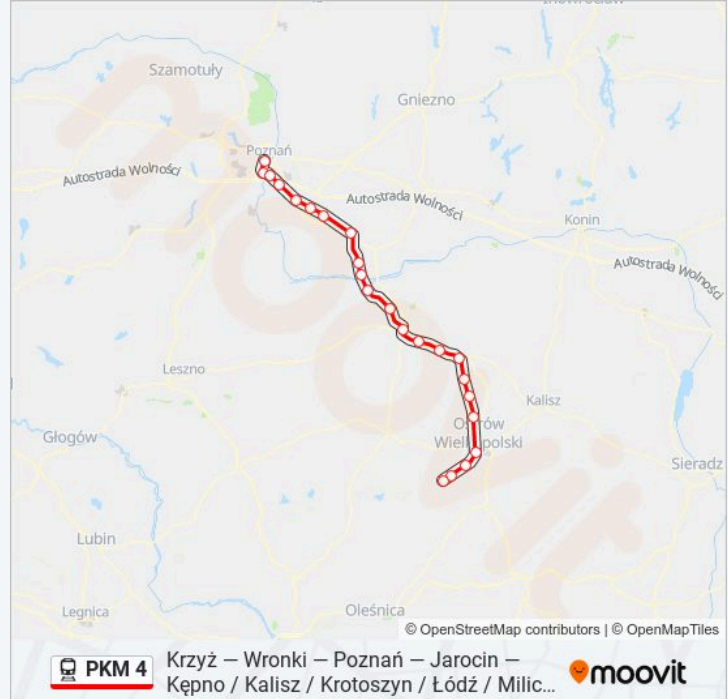 Szamotuły
Gniezno
Poznań
Autostrada Wolności
Autostrada Wolności
Konin
Autostrada Wolności
Leszno
Kalisz
Ostrów
Wielkopolski
Głogów
Sieradz
Lubin
Legnica
Oleśnica
moovit
© OpenStreetMap contributors | © OpenMapTiles
PKM 4
Krzyż — Wronki — Poznań — Jarocin —
Kępno / Kalisz / Krotoszyn / Łódź / Milic...
moovit